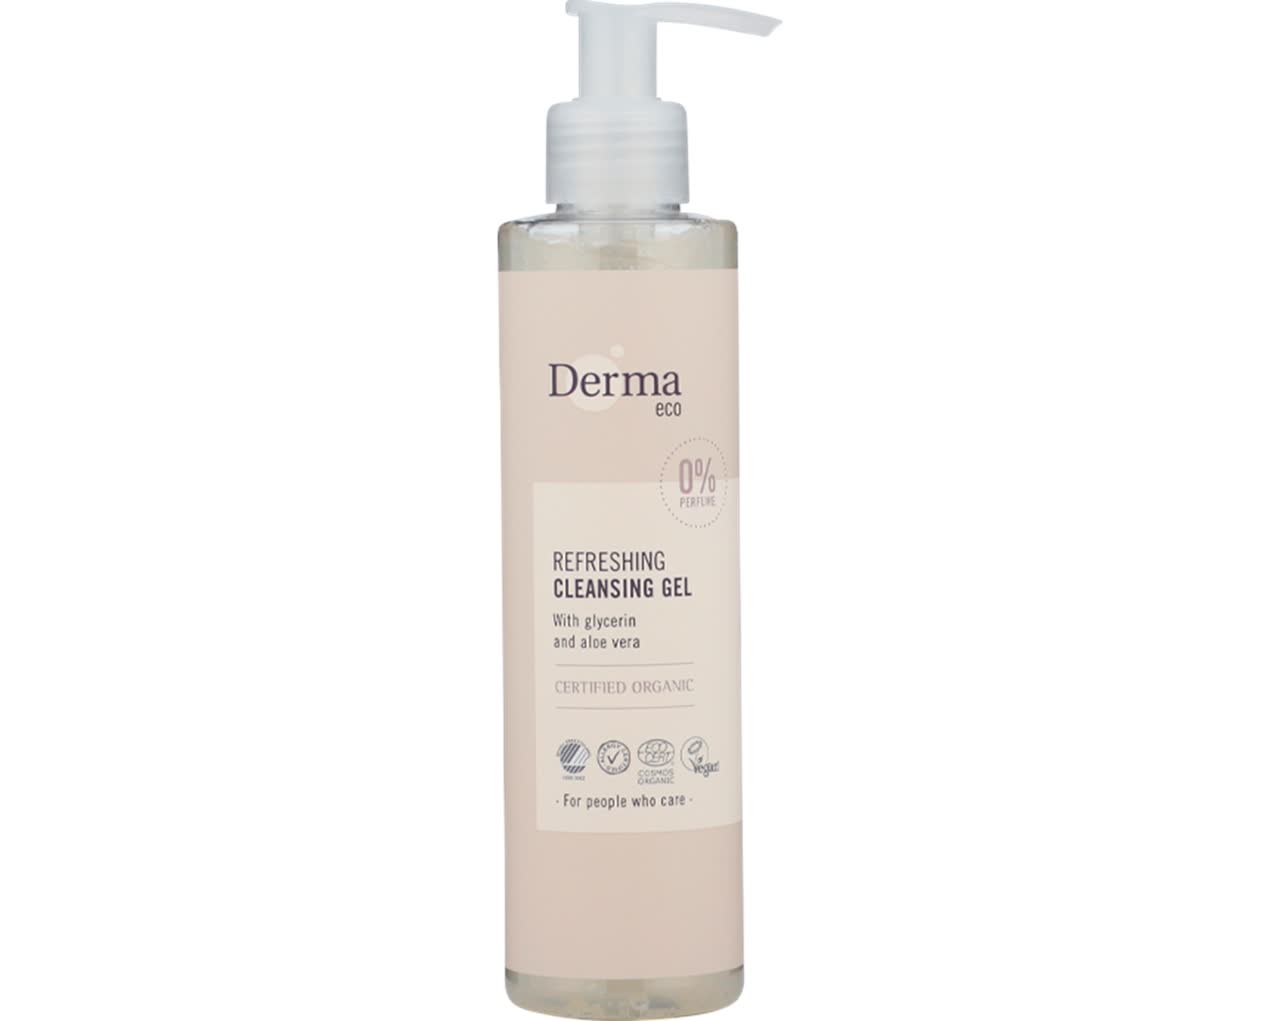 Derma
eco
0%
PERFUME
REFRESHING
CLEANSING GEL
With glycerin
and aloe vera
CERTIFIED ORGANIC
ECO
CERT
COSMOS
ORGANIC
Vegan
- For people who care -